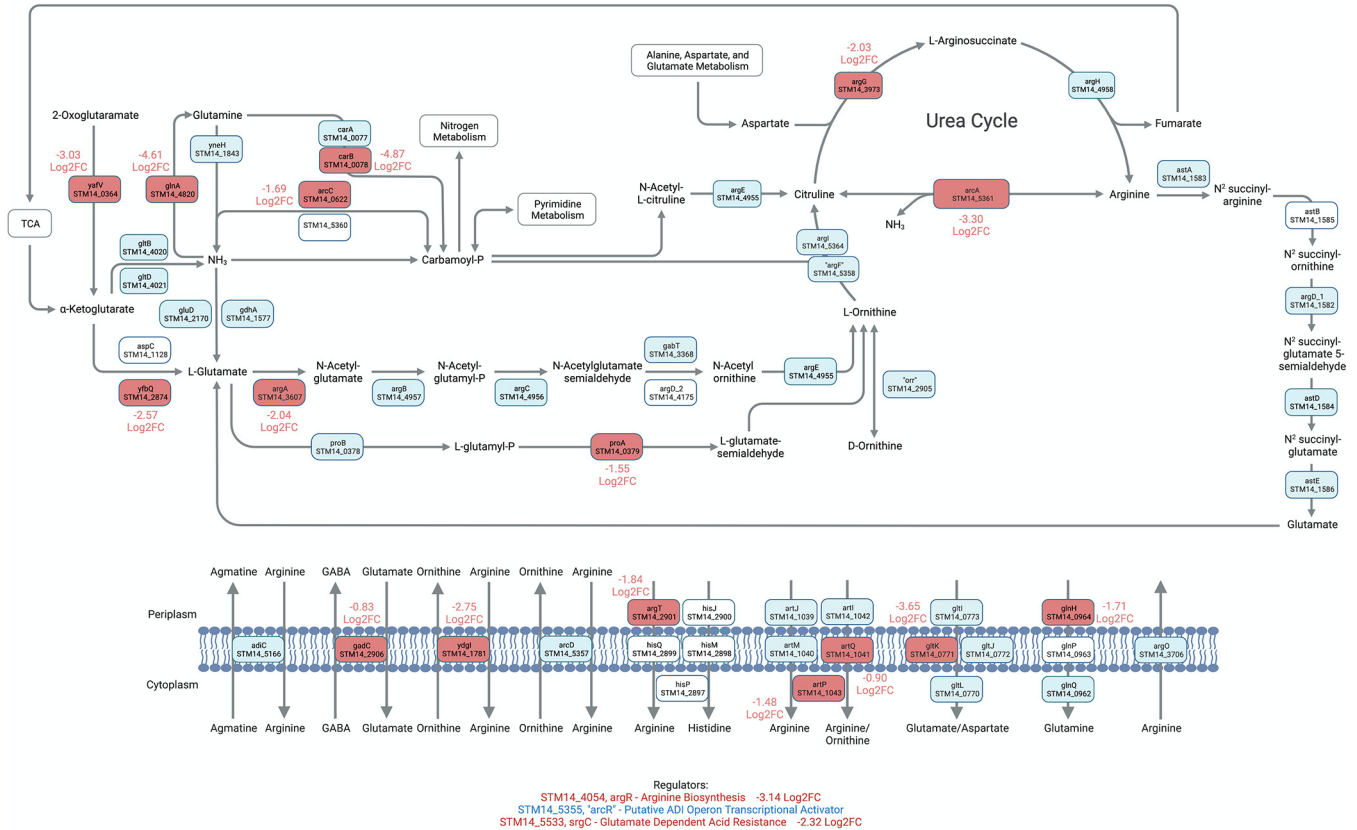 L-Arginosuccinate
-2.03
Log2FC
Alanine, Aspartate, and
Glutamate Metabolism
argG
STM14_3973
argH
STM14_4958
2-Oxoglutaramate
Glutamine
carA
STM14_0077
Nitrogen
Metabolism
Aspartate
Urea Cycle
Fumarate
yneH
STM14_1843
-3.03
Log2FC
-4.61
Log2FC
carB
STM14_0078
-4.87
Log2FC
yafV
STM14_0364
glnA
STM14_4820
-1.69
Log2FC
arcC
STM14_0622
STM14_5360
Pyrimidine
Metabolism
N-Acetyl-
L-citruline
argE
STM14_4955
Citruline
arcA
STM14_5361
-3.30
Log2FC
NH3
Arginine
astA
STM14_1583
N2 succinyl-
arginine
TCA
astB
STM14_1585
gltB
STM14_4020
gltD
STM14_4021
NH3
Carbamoyl-P
argI
STM14_5364
"argF"
STM14_5358
N2 succinyl-
ornithine
α-Ketoglutarate
gluD
STM14_2170
gdhA
STM14_1577
L-Ornithine
argD_1
STM14_1582
aspC
STM14_1128
gabT
STM14_3368
N2 succinyl-
glutamate 5-
semialdehyde
L-Glutamate
N-Acetyl-
glutamate
N-Acetyl-
glutamyl-P
N-Acetylglutamate
semialdehyde
N-Acetyl
ornithine
argE
STM14_4955
"orr"
STM14_2905
yfbQ
STM14_2874
-2.57
Log2FC
argA
STM14_3607
-2.04
Log2FC
argB
STM14_4957
argC
STM14_4956
argD_2
STM14_4175
astD
STM14_1584
proB
STM14_0378
L-glutamyl-P
proA
STM14_0379
-1.55
Log2FC
L-glutamate-
semialdehyde
D-Ornithine
N2 succinyl-
glutamate
astE
STM14_1586
Glutamate
Agmatine Arginine GABA Glutamate Ornithine Arginine Ornithine Arginine
-1.84
Log2FC
Periplasm
-0.83
Log2FC
-2.75
Log2FC
argT
STM14_2901
hisJ
STM14_2900
artJ
STM14_1039
artI
STM14_1042
-3.65
Log2FC
gltI
STM14_0773
glnH
STM14_0964
-1.71
Log2FC
adiC
STM14_5166
gadC
STM14_2906
ydgI
STM14_1781
arcD
STM14_5357
hisQ
STM14_2899
hisM
STM14_2898
artM
STM14_1040
artQ
STM14_1041
gltK
STM14_0771
gltJ
STM14_0772
glnP
STM14_0963
argO
STM14_3706
Cytoplasm
hisP
STM14_2897
artP
STM14_1043
-0.90
Log2FC
-1.48
Log2FC
gltL
STM14_0770
glnQ
STM14_0962
Agmatine Arginine GABA Glutamate Ornithine Arginine Ornithine Arginine Arginine Histidine Arginine Arginine/
Ornithine
Glutamate/Aspartate
Glutamine
Arginine
Regulators:
STM14_4054, argR - Arginine Biosynthesis -3.14 Log2FC
STM14_5355, "arcR" - Putative ADI Operon Transcriptional Activator
STM14_5533, srgC - Glutamate Dependent Acid Resistance -2.32 Log2FC